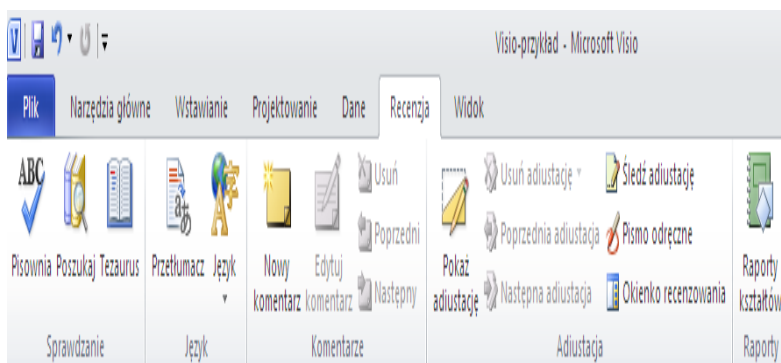 Visio-przykład - Microsoft Visio
Plik Narzędzia główne Wstawianie Projektowanie Dane Recenzja Widok
ABC
Pisownia Poszukaj Tezaurus
Sprawdzanie
Przetłumacz Język
Język
Nowy komentarz
Edytuj komentarz
Usuń
Poprzedni
Następny
Komentarze
Pokaż adiustację
Usuń adiustację
Poprzednia adiustacja
Następna adiustacja
Śledź adiustację
Pismo odręczne
Okienko recenzowania
Adiustacja
Raporty kształtów
Raporty